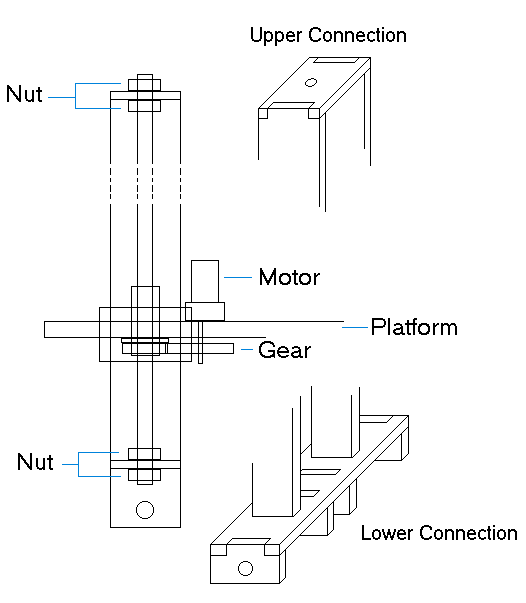 Upper Connection
Nut
Motor
Platform
Gear
Nut
Lower Connection